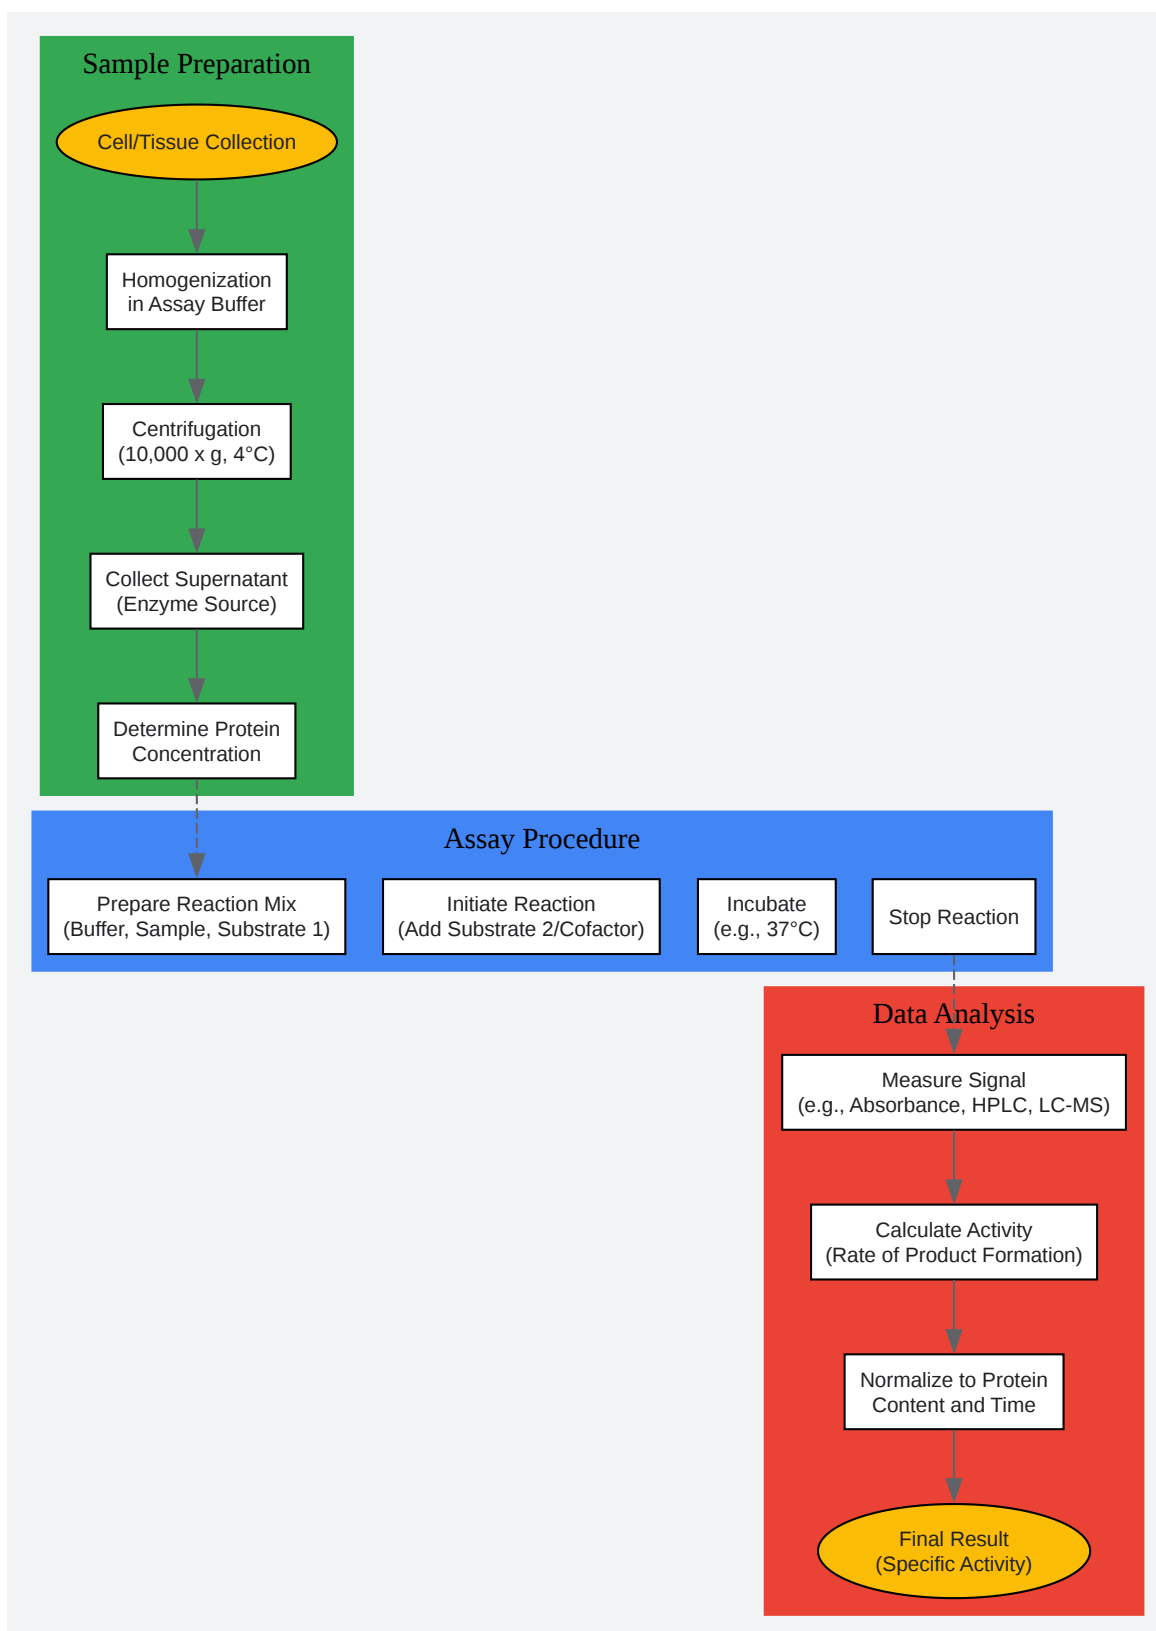 Sample Preparation
Cell/Tissue Collection
Homogenization
in Assay Buffer
Centrifugation
(10,000 x g, 4°C)
Collect Supernatant
(Enzyme Source)
Determine Protein
Concentration
Assay Procedure
Prepare Reaction Mix
(Buffer, Sample, Substrate 1)
Initiate Reaction
(Add Substrate 2/Cofactor)
Incubate
(e.g., 37°C)
Stop Reaction
Data Analysis
Measure Signal
(e.g., Absorbance, HPLC, LC-MS)
Calculate Activity
(Rate of Product Formation)
Normalize to Protein
Content and Time
Final Result
(Specific Activity)